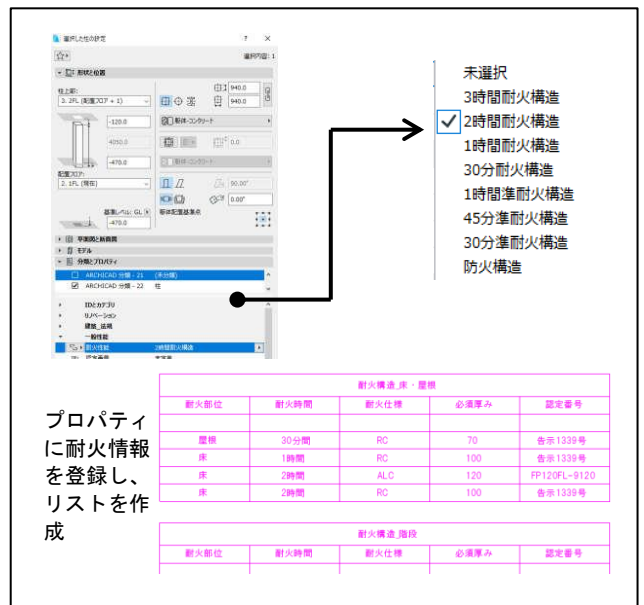 選択した柱の設定 ? ×
選択内容: 1
形状と位置
柱上部:
3. 2FL (配置フロア + 1)
940.0
940.0
-120.0
躯体-コンクリート
4050.0
0.0
-470.0
躯体-コンクリート
配置フロア:
2. 1FL (現在)
90.00°
0.00°
基準レベル: GL
躯体配置基準点
-470.0
平面図と断面図
モデル
分類とプロパティ
ARCHICAD 分類 - 21 (未分類)
ARCHICAD 分類 - 22 柱
IDとカテゴリ
リノベーション
建築_法規
一般性能
耐火性能 2時間耐火構造
未選択
3時間耐火構造
2時間耐火構造
1時間耐火構造
30分耐火構造
1時間準耐火構造
45分準耐火構造
30分準耐火構造
防火構造
プロパティ
に耐火情報
を登録し、
リストを作
成
耐火構造_床・屋根
耐火部位 耐火時間 耐火仕様 必須厚み 認定番号
屋根 30分間 RC 70 告示1339号
床 1時間 RC 100 告示1339号
床 2時間 ALC 120 FP120FL-9120
床 2時間 RC 100 告示1339号
耐火構造_階段
耐火部位 耐火時間 耐火仕様 必須厚み 認定番号